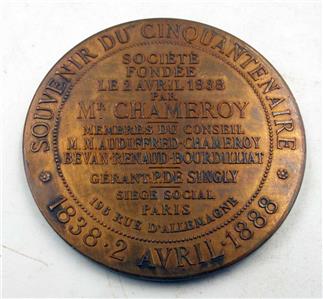 SOUVENIR DU CINQUANTENAIRE
SOCIÉTÉ
FONDÉE
LE 2 AVRIL 1838
PAR
MR CHAMEROY
MEMBRES DU CONSEIL
M.M. AUDIFFRED-CHAMEROY
BEVAN-RENAUD-BOURDILLIAT
GÉRANT: P. DE SINGLY
SIEGE SOCIAL
PARIS
196 RUE D'ALLEMAGNE
1838 · 2 AVRIL · 1888